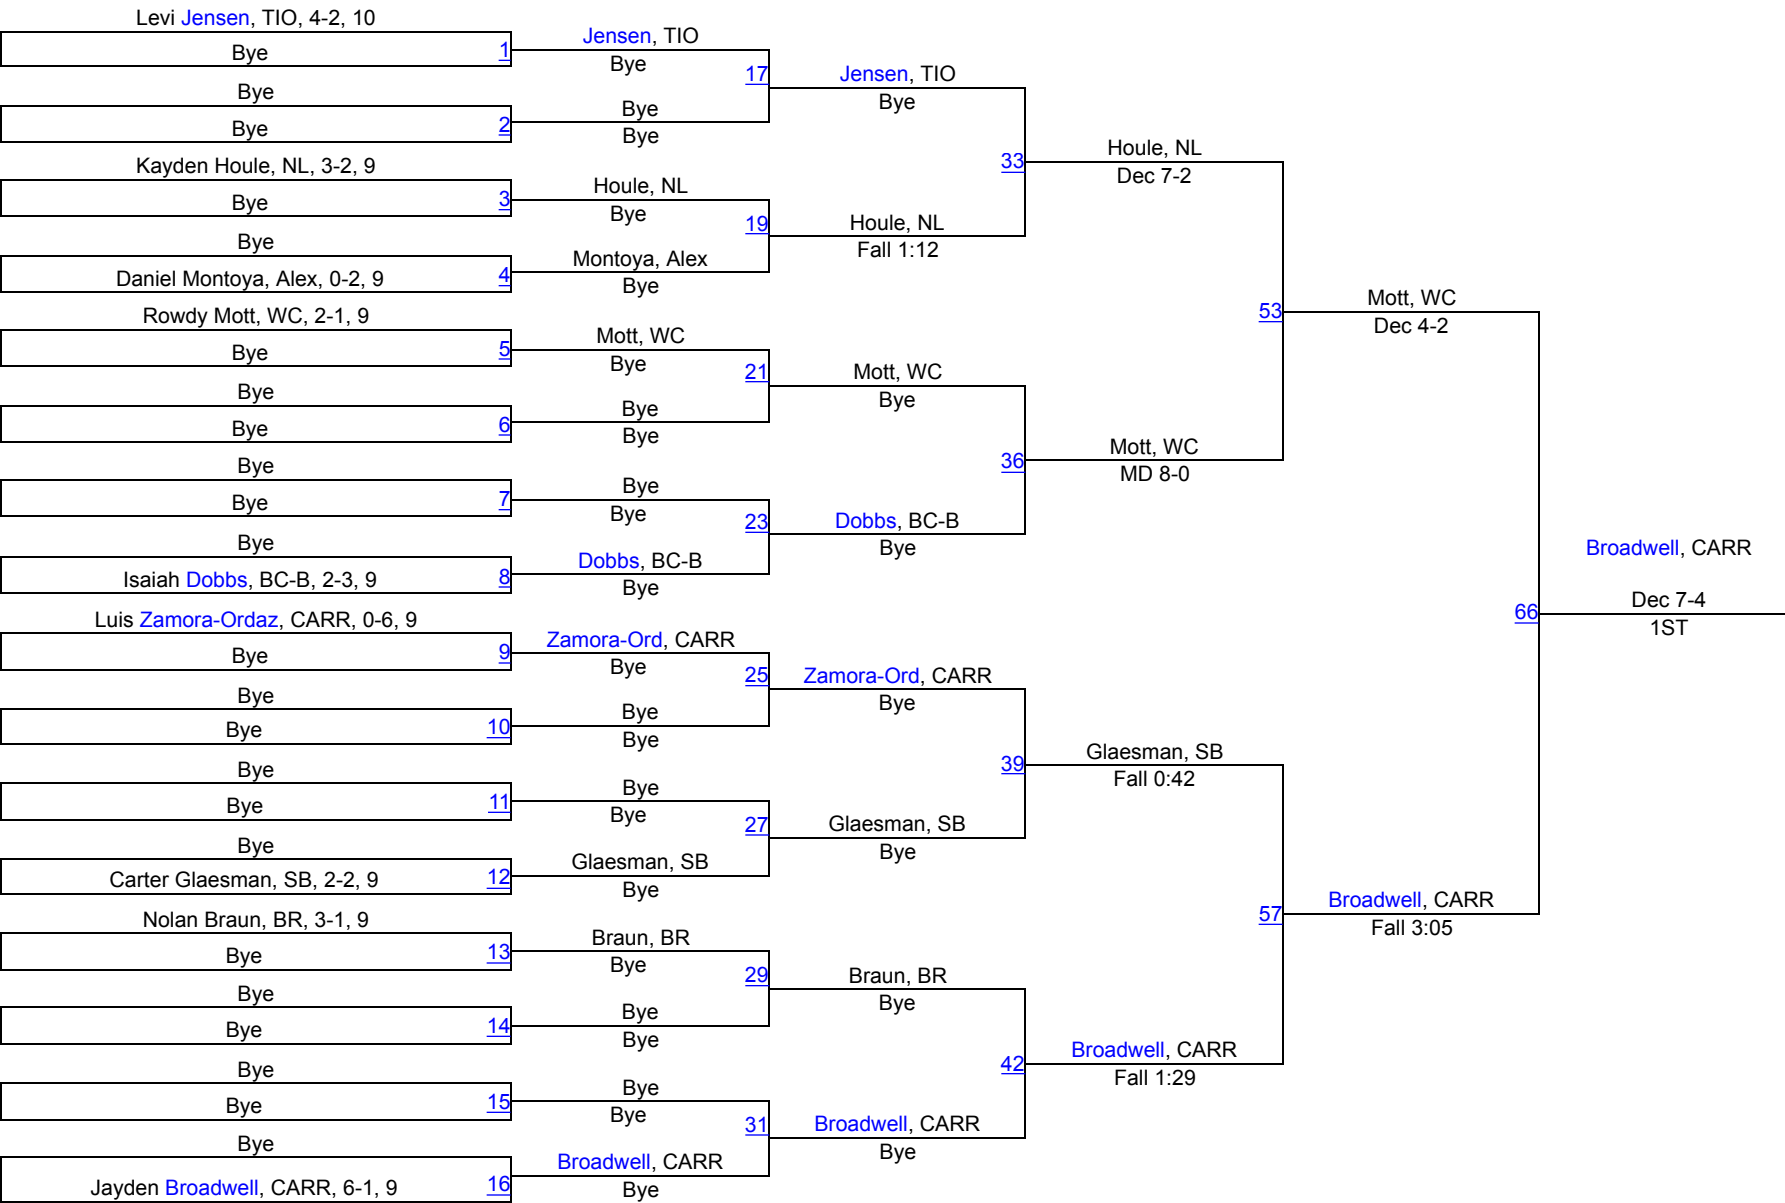 Levi Jensen, TIO, 4-2, 10
Bye
1
Bye
Bye
2
Kayden Houle, NL, 3-2, 9
Bye
3
Bye
Daniel Montoya, Alex, 0-2, 9
4
Rowdy Mott, WC, 2-1, 9
Bye
5
Bye
Bye
6
Bye
Bye
7
Bye
Isaiah Dobbs, BC-B, 2-3, 9
8
Luis Zamora-Ordaz, CARR, 0-6, 9
Bye
9
Bye
Bye
10
Bye
Bye
11
Bye
Carter Glaesman, SB, 2-2, 9
12
Nolan Braun, BR, 3-1, 9
Bye
13
Bye
Bye
14
Bye
Bye
15
Bye
Jayden Broadwell, CARR, 6-1, 9
16
Jensen, TIO
Bye
17
Bye
Bye
Houle, NL
Bye
19
Montoya, Alex
Bye
Mott, WC
Bye
21
Bye
Bye
Bye
Bye
23
Dobbs, BC-B
Bye
Zamora-Ord, CARR
Bye
25
Bye
Bye
Bye
Bye
27
Glaesman, SB
Bye
Braun, BR
Bye
29
Bye
Bye
Bye
Bye
31
Broadwell, CARR
Bye
Jensen, TIO
Bye
33
Houle, NL
Fall 1:12
Mott, WC
Bye
36
Dobbs, BC-B
Bye
Zamora-Ord, CARR
Bye
39
Glaesman, SB
Bye
Braun, BR
Bye
42
Broadwell, CARR
Bye
Houle, NL
Dec 7-2
53
Mott, WC
MD 8-0
Glaesman, SB
Fall 0:42
57
Broadwell, CARR
Fall 1:29
Mott, WC
Dec 4-2
66
Broadwell, CARR
Fall 3:05
Broadwell, CARR
Dec 7-4
1ST